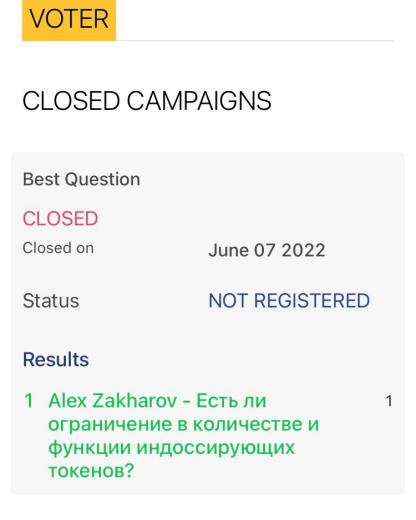 VOTER
CLOSED CAMPAIGNS
Best Question
CLOSED
Closed on June 07 2022
Status NOT REGISTERED
Results
1 Alex Zakharov - Есть ли 1
ограничение в количестве и
функции индоссирующих
токенов?